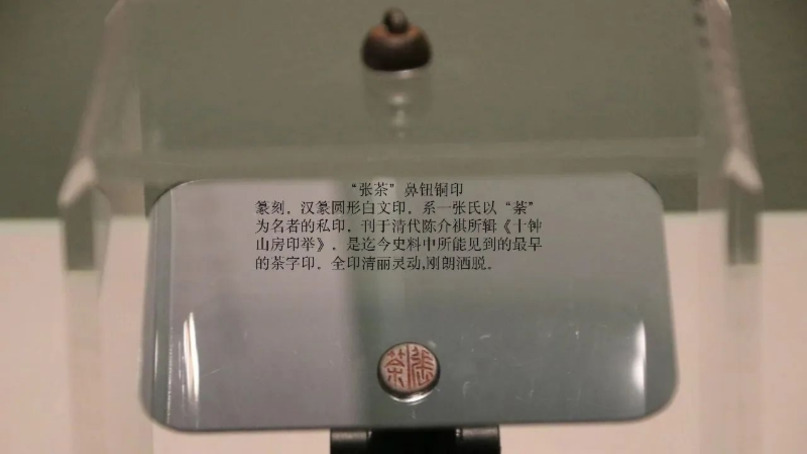 “张荼”鼻钮铜印
篆刻，汉篆圆形白文印，系一张氏以“荼”
为名者的私印，刊于清代陈介祺所辑《十钟
山房印举》，是迄今史料中所能见到的最早
的荼字印，全印清丽灵动,刚朗洒脱。
张荼